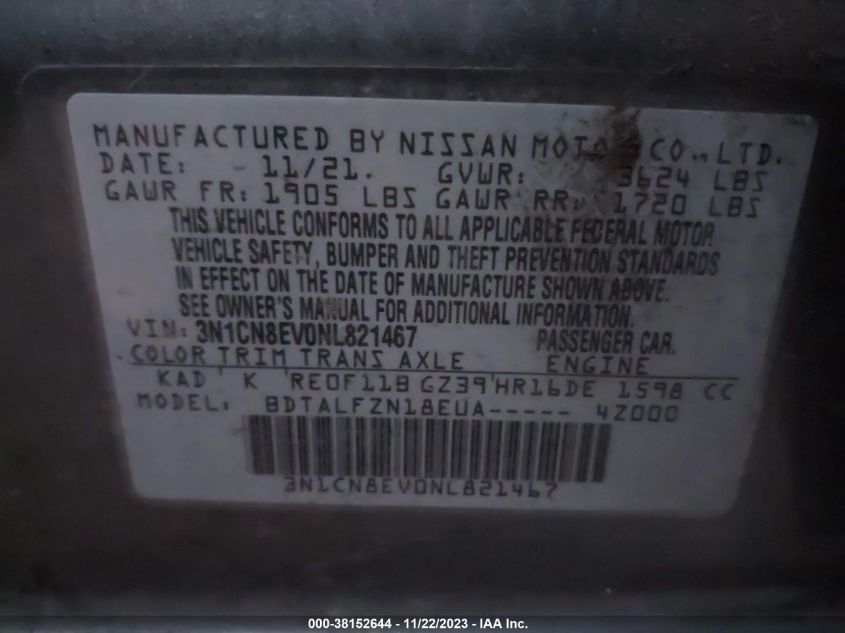 MANUFACTURED BY NISSAN MOTOR CO., LTD.
DATE: 11/21. GVWR: 3624 LBS
GAWR FR: 1905 LBS GAWR RR: 1720 LBS
THIS VEHICLE CONFORMS TO ALL APPLICABLE FEDERAL MOTOR
VEHICLE SAFETY, BUMPER AND THEFT PREVENTION STANDARDS
IN EFFECT ON THE DATE OF MANUFACTURE SHOWN ABOVE.
SEE OWNER'S MANUAL FOR ADDITIONAL INFORMATION.
VIN: 3N1CN8EV0NL821467 PASSENGER CAR.
COLOR TRIM TRANS AXLE ENGINE
KAD K RE0F11B GZ39 HR16DE 1598 CC
MODEL: BDTALFZN18EUA----- 4Z000
3N1CN8EV0NL821467
000-38152644 - 11/22/2023 - IAA Inc.